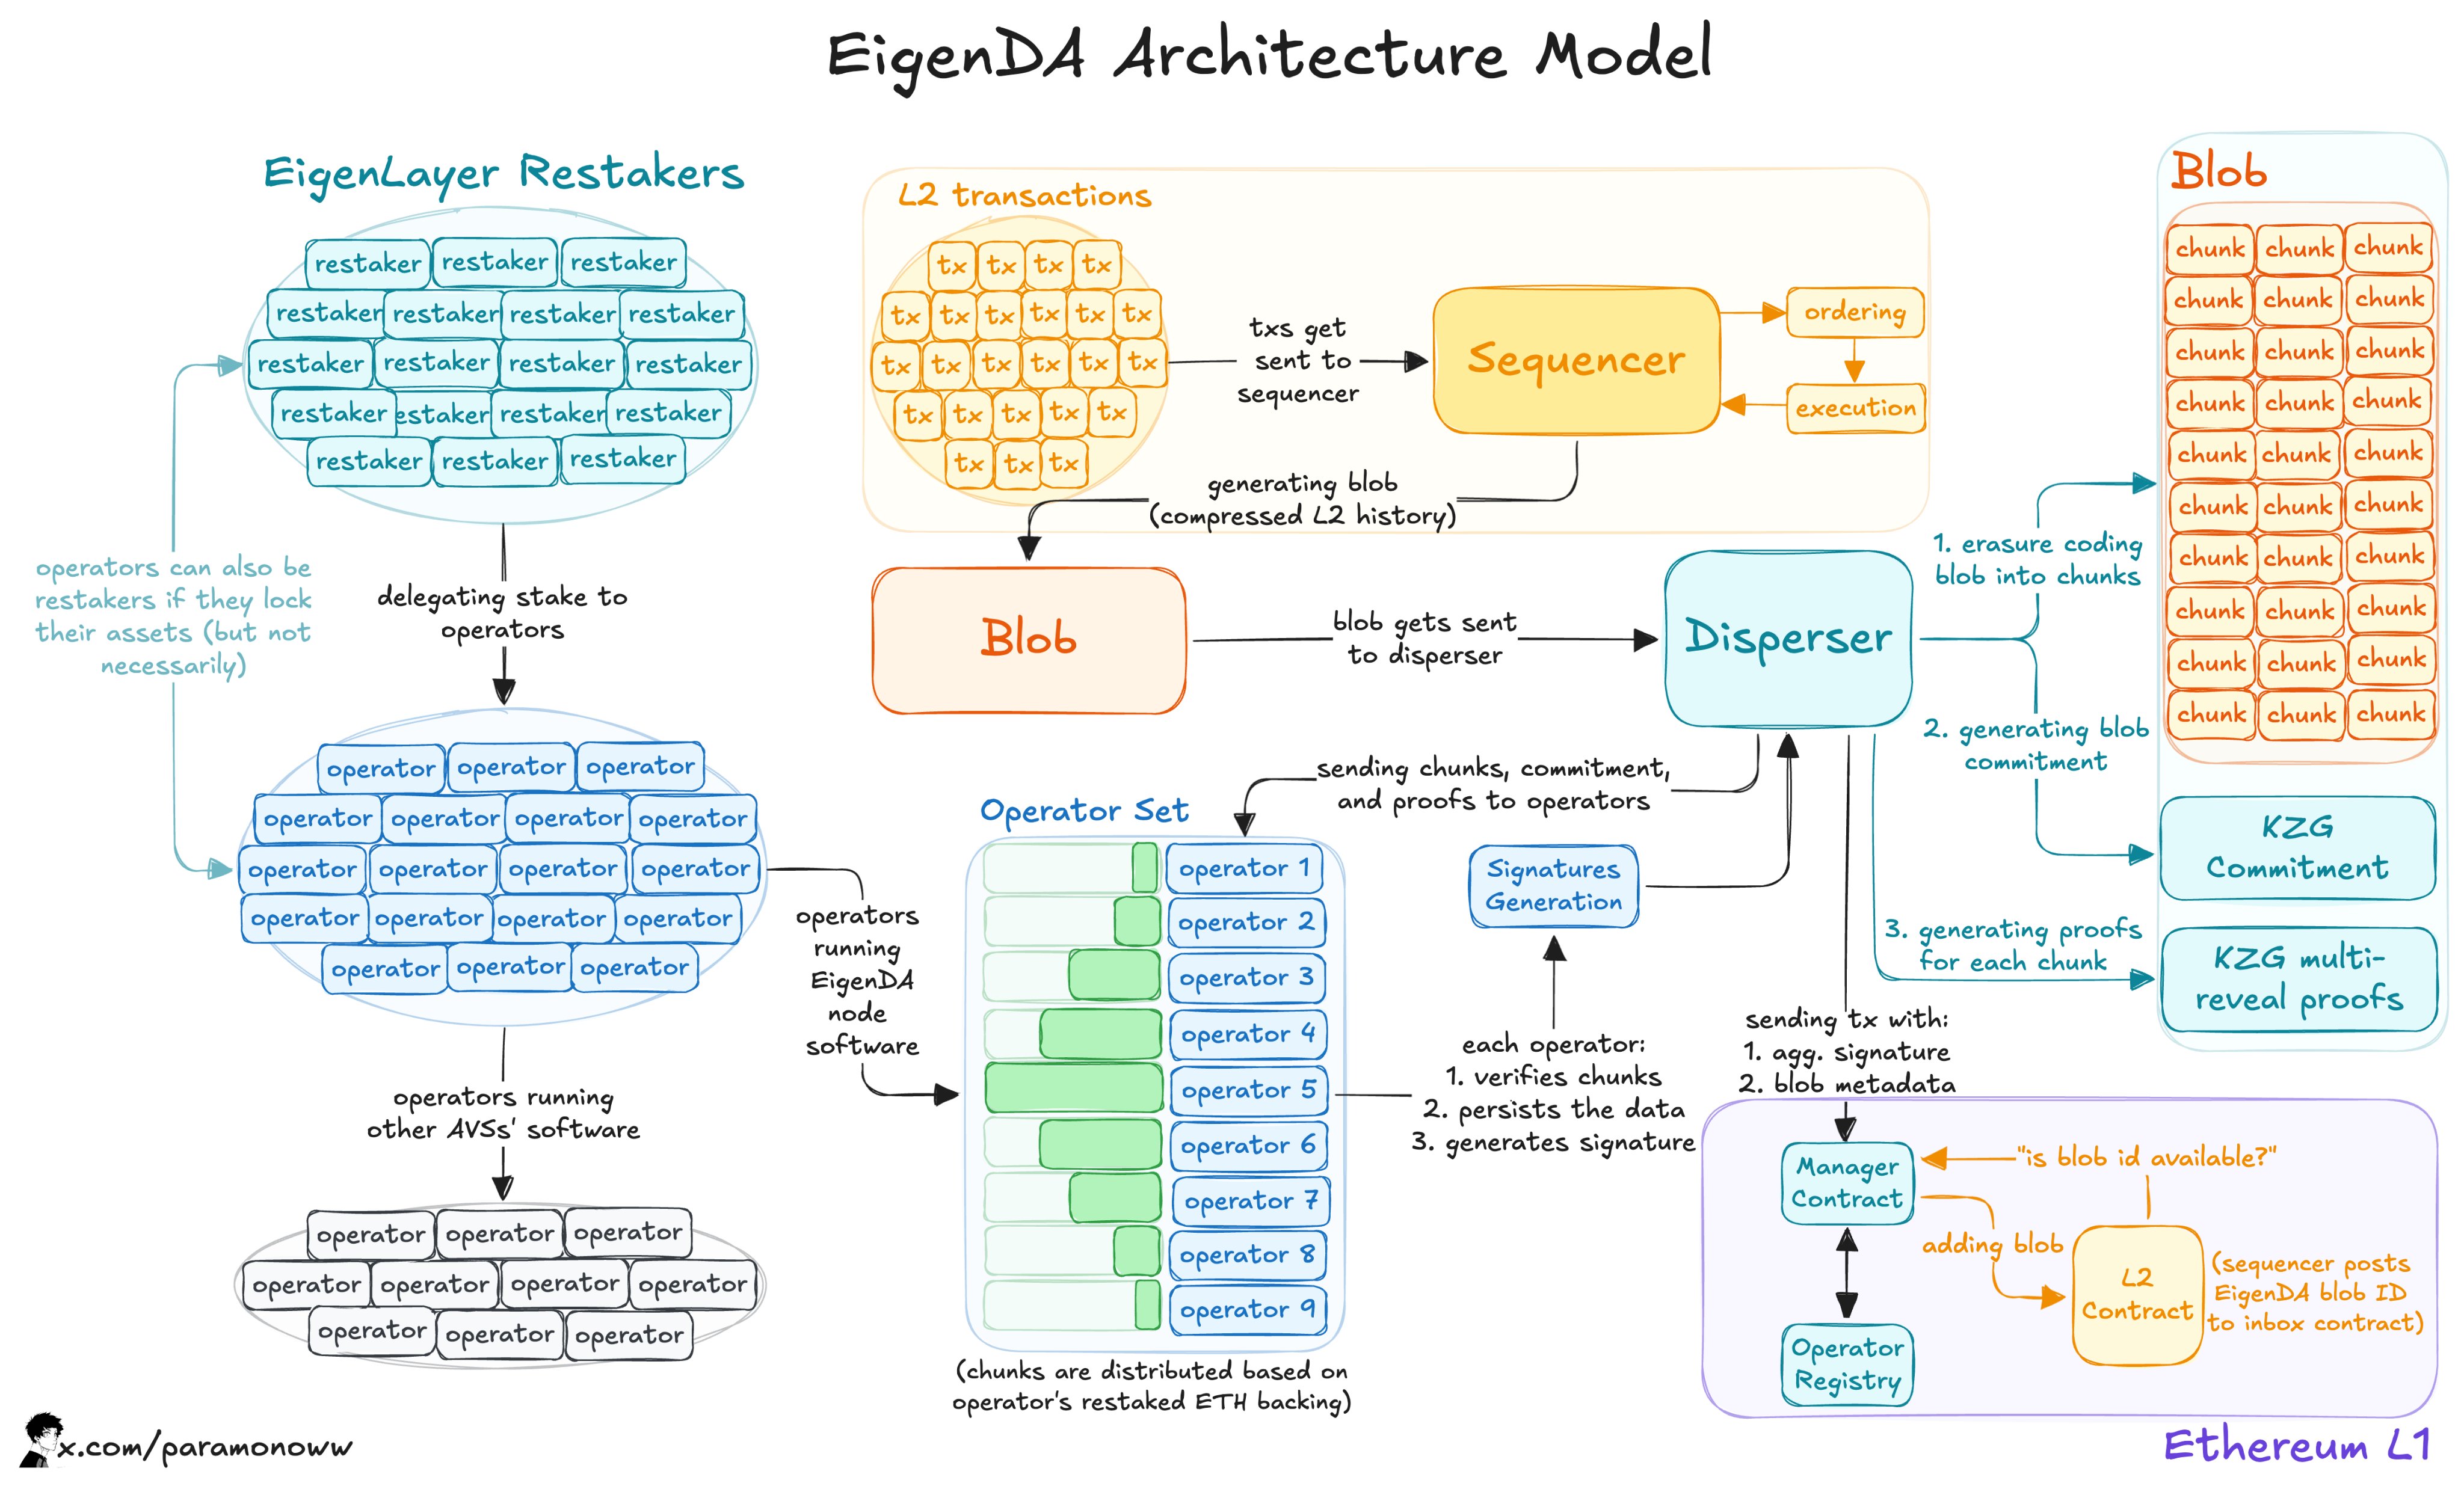 EigenDA Architecture Model
EigenLayer Restakers
restaker restaker restaker
restaker restaker restaker restaker
restaker restaker restaker restaker
restaker estaker restaker restaker
restaker restaker restaker
operators can also be
restakers if they lock
their assets (but not
necessarily)
delegating stake to
operators
operator operator operator
operator operator operator operator
operator operator operator operator
operator operator operator operator
operator operator operator
operators running
other AVSs' software
operator operator operator
operator operator operator operator
operator operator operator
operators
running
EigenDA
node
software
L2 transactions
tx tx tx tx
tx tx tx tx tx tx
tx tx tx tx tx tx
tx tx tx tx tx
tx tx tx
txs get
sent to
sequencer
Sequencer
ordering
execution
generating blob
(compressed L2 history)
Blob
blob gets sent
to disperser
Disperser
1. erasure coding
blob into chunks
2. generating blob
commitment
3. generating proofs
for each chunk
Blob
chunk chunk chunk
chunk chunk chunk
chunk chunk chunk
chunk chunk chunk
chunk chunk chunk
chunk chunk chunk
chunk chunk chunk
chunk chunk chunk
chunk chunk chunk
chunk chunk chunk
KZG
Commitment
KZG multi-
reveal proofs
sending chunks, commitment,
and proofs to operators
Operator Set
operator 1
operator 2
operator 3
operator 4
operator 5
operator 6
operator 7
operator 8
operator 9
(chunks are distributed based on
operator's restaked ETH backing)
Signatures
Generation
each operator:
1. verifies chunks
2. persists the data
3. generates signature
sending tx with:
1. agg. signature
2. blob metadata
Manager
Contract
"is blob id available?"
adding blob
L2
Contract
(sequencer posts
EigenDA blob ID
to inbox contract)
Operator
Registry
Ethereum L1
x.com/paramonoww